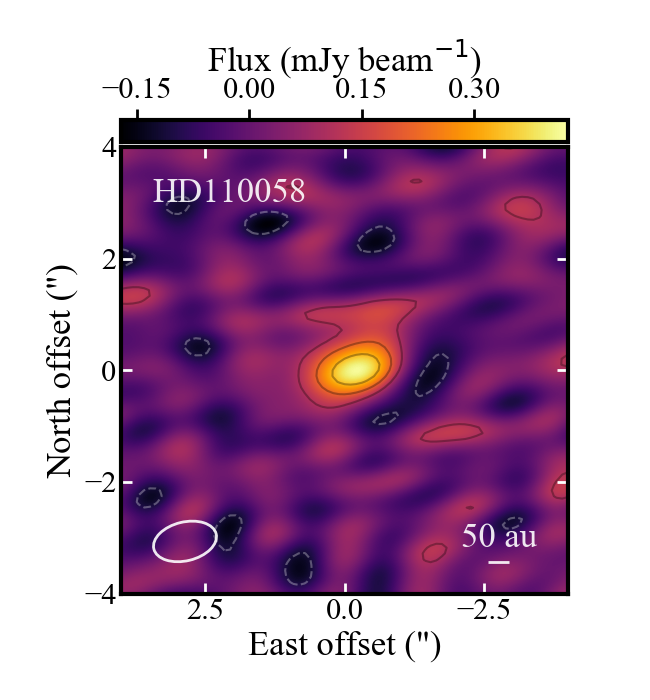 Flux (mJy beam⁻¹)
−0.15 0.00 0.15 0.30
HD110058
4
2
0
−2
−4
North offset (")
50 au
2.5 0.0 −2.5
East offset (")